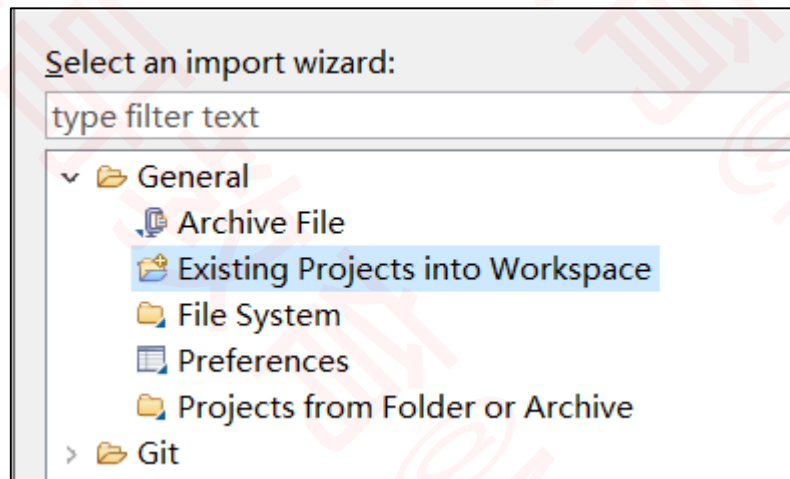 Select an import wizard:
type filter text
General
Archive File
Existing Projects into Workspace
File System
Preferences
Projects from Folder or Archive
Git